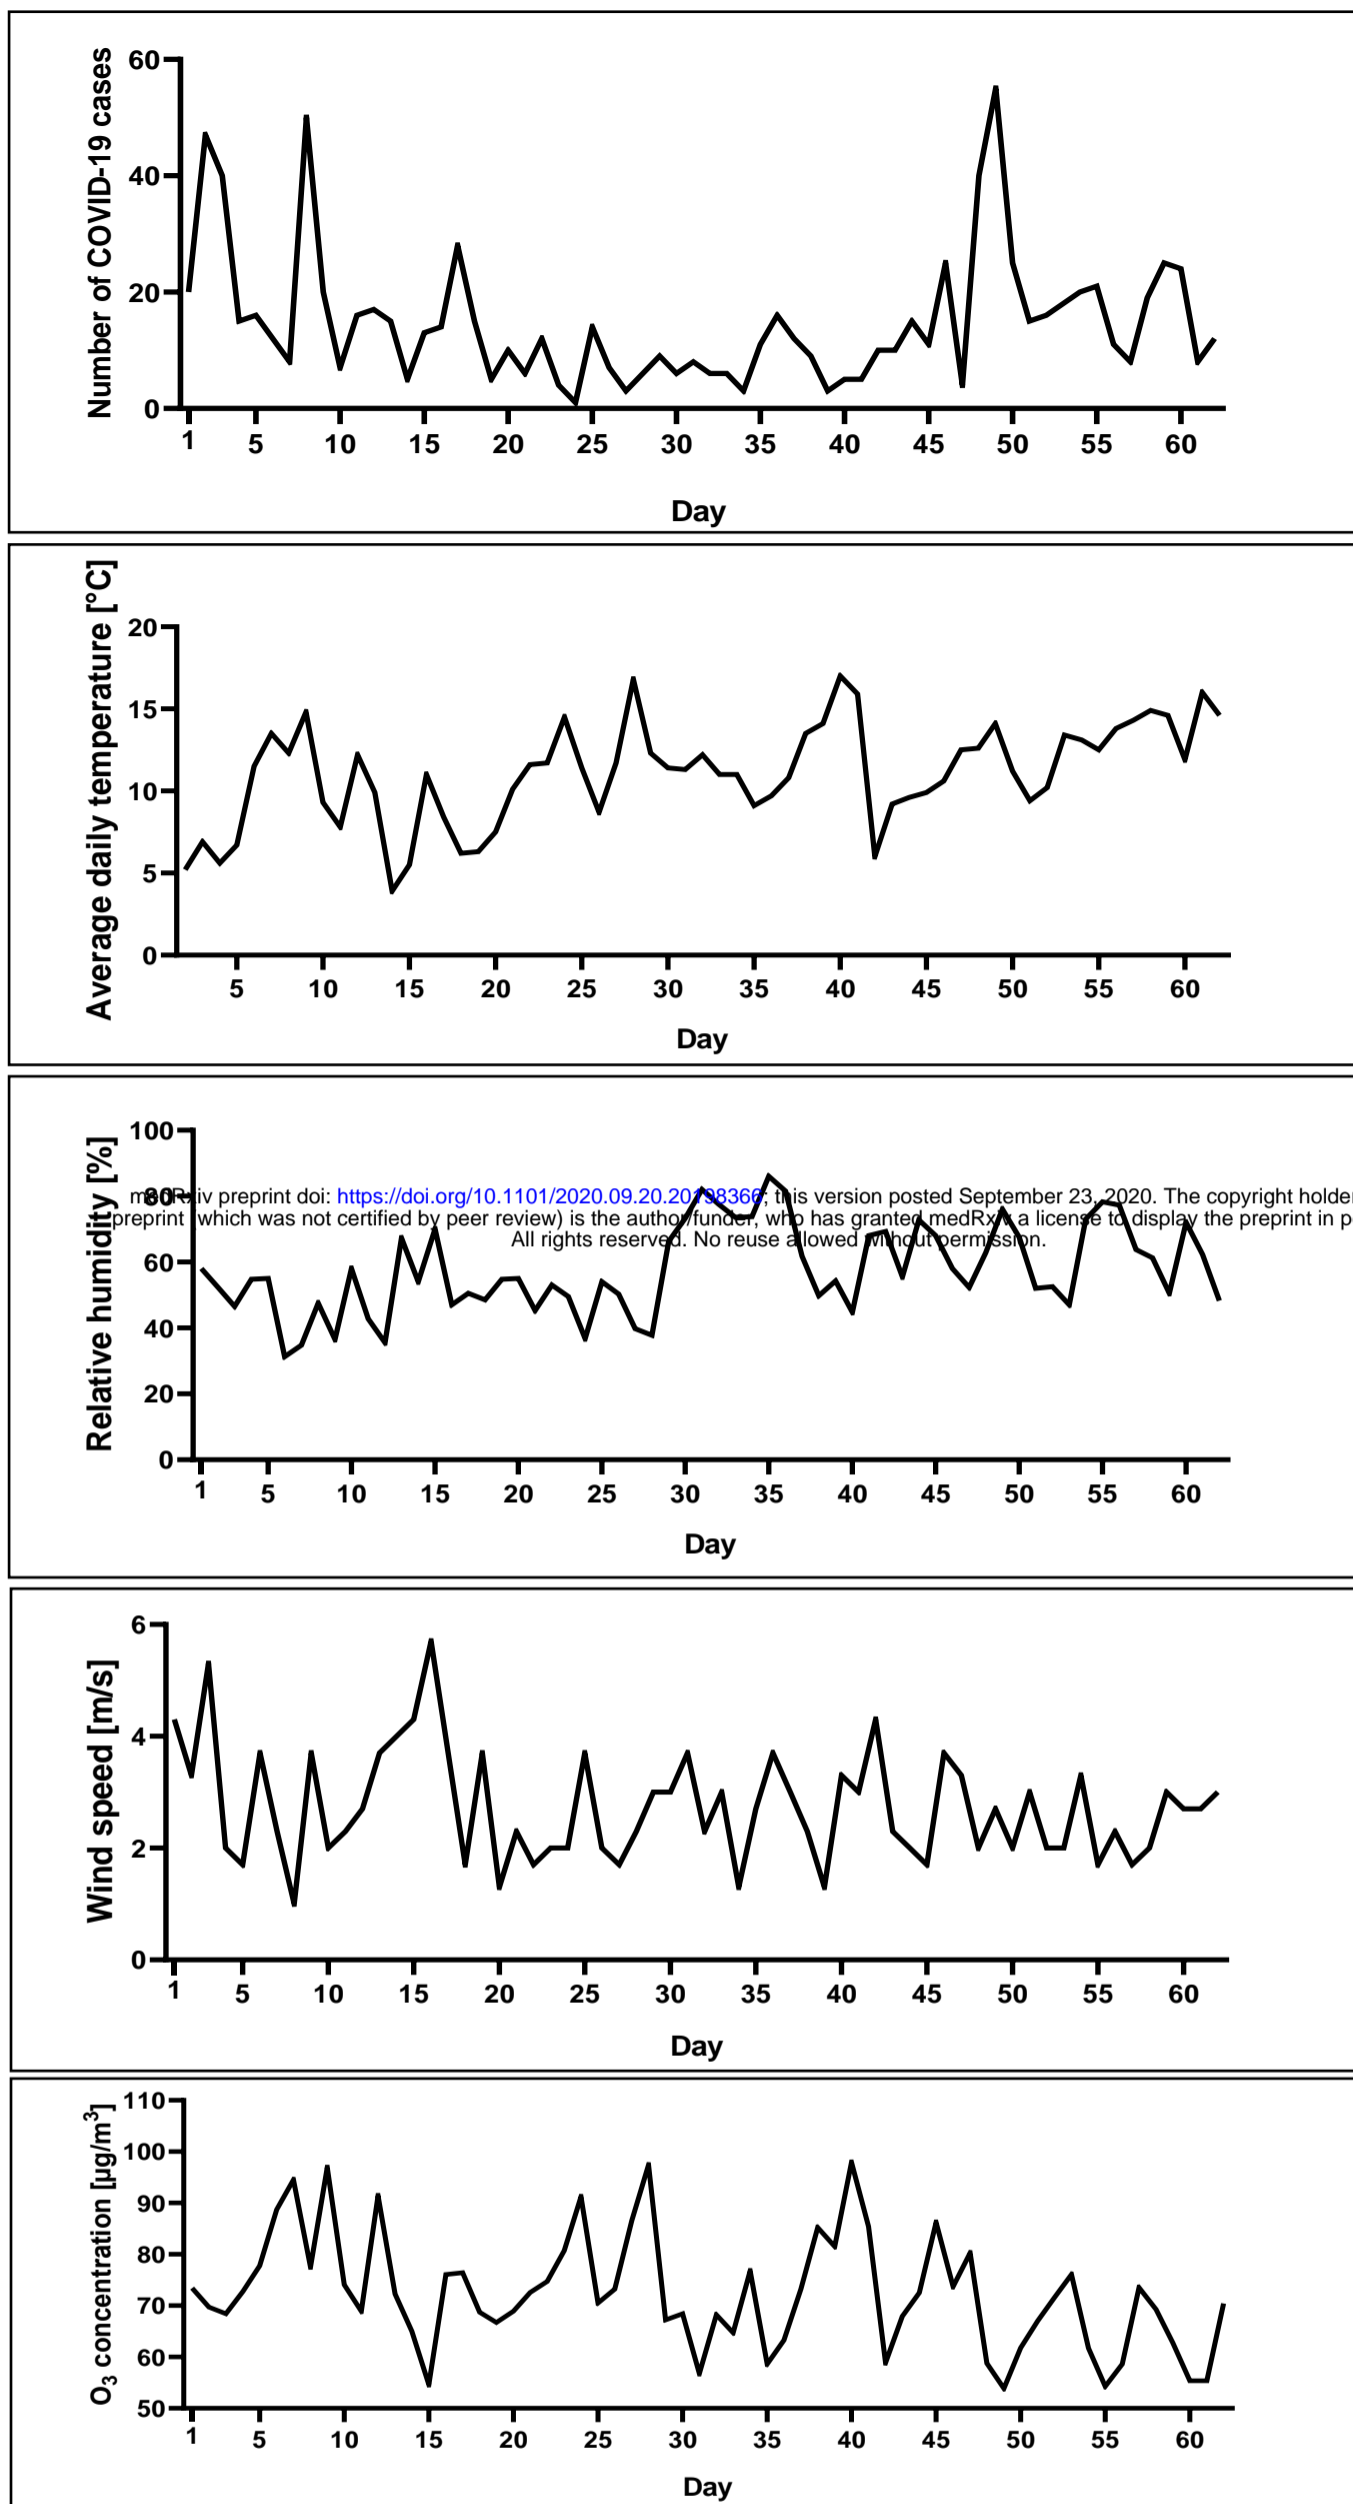 Number of COVID-19 cases
60
40
20
0
1 5 10 15 20 25 30 35 40 45 50 55 60
Day
Average daily temperature [°C]
20
15
10
5
0
5 10 15 20 25 30 35 40 45 50 55 60
Day
Relative humidity [%]
100
80
60
40
20
0
medRxiv preprint doi: https://doi.org/10.1101/2020.09.20.20198366; this version posted September 23, 2020. The copyright holder
preprint (which was not certified by peer review) is the author/funder, who has granted medRxiv a license to display the preprint in p
All rights reserved. No reuse allowed without permission.
1 5 10 15 20 25 30 35 40 45 50 55 60
Day
Wind speed [m/s]
6
4
2
0
1 5 10 15 20 25 30 35 40 45 50 55 60
Day
O₃ concentration [µg/m³]
110
100
90
80
70
60
50
1 5 10 15 20 25 30 35 40 45 50 55 60
Day